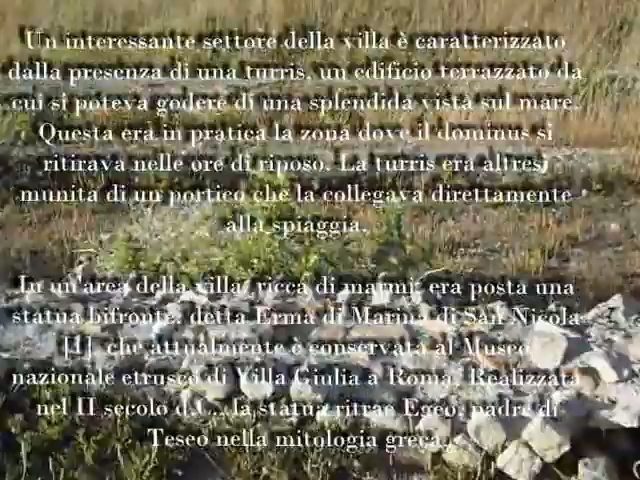 Un interessante settore della villa è caratterizzato
dalla presenza di una turris, un edificio terrazzato da
cui si poteva godere di una splendida vista sul mare.
Questa era in pratica la zona dove il dominus si
ritirava nelle ore di riposo. La turris era altresì
munita di un portico che la collegava direttamente
alla spiaggia.
In un'area della villa, ricca di marmi, era posta una
statua bifronte, detta Erma di Marina di San Nicola
[4], che attualmente è conservata al Museo
nazionale etrusco di Villa Giulia a Roma. Realizzata
nel II secolo d.C., la statua ritrae Egeo, padre di
Teseo nella mitologia greca.